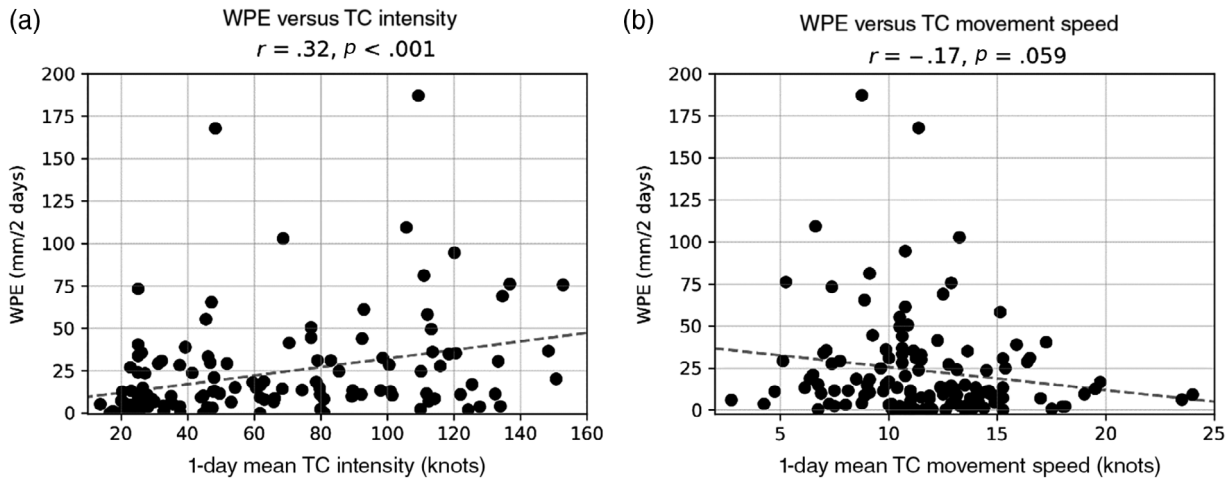 (a)
WPE versus TC intensity
r = .32, p < .001
WPE (mm/2 days)
200
175
150
125
100
75
50
25
0
20 40 60 80 100 120 140 160
1-day mean TC intensity (knots)
(b)
WPE versus TC movement speed
r = −.17, p = .059
WPE (mm/2 days)
200
175
150
125
100
75
50
25
0
5 10 15 20 25
1-day mean TC movement speed (knots)